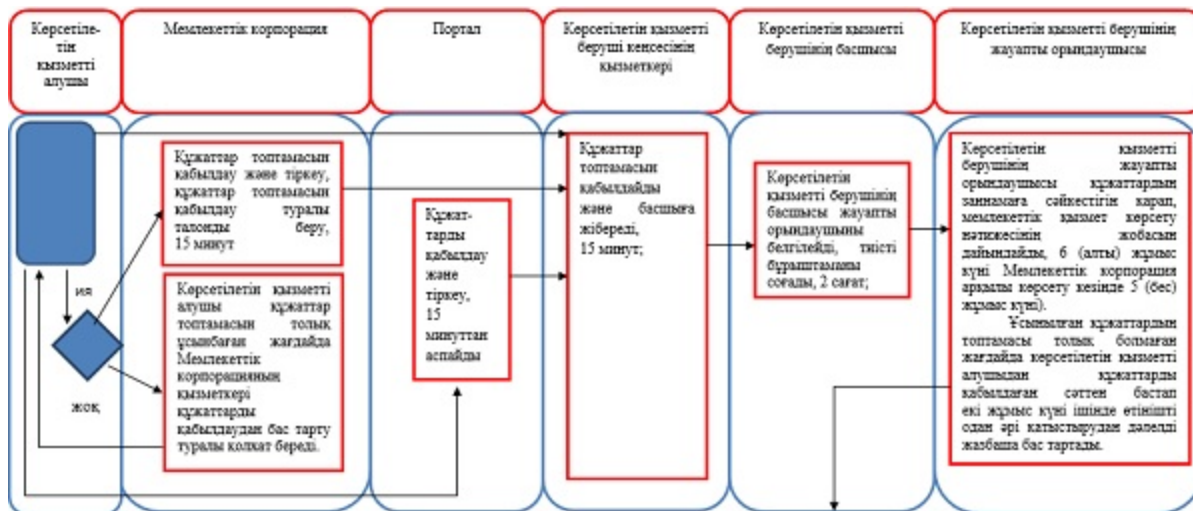 Көрсетіле-
тін
қызметті
алушы
Мемлекеттік корпорация
Портал
Көрсетілетін қызметті
беруші кеңсесінің
қызметкері
Көрсетілетін қызметті
берушінің басшысы
Көрсетілетін қызметті берушінің
жауапты орындаушысы
ия
жоқ
Құжаттар топтамасын
қабылдау және тіркеу,
құжаттар топтамасын
қабылдау туралы
талонды беру,
15 минут
Көрсетілетін қызметті
алушы құжаттар
топтамасын толық
ұсынбаған жағдайда
Мемлекеттік
корпорацияның
қызметкері
құжаттарды
қабылдаудан бас тарту
туралы қолхат береді.
Құжат-
тарды
қабылдау
және
тіркеу,
15
минуттан
аспайды
Құжаттар
топтамасын
қабылдайды
және басшыға
жібереді,
15 минут;
Көрсетілетін
қызметті берушінің
басшысы жауапты
орындаушыны
белгілейді, тиісті
бұрыштаманы
соғады, 2 сағат;
Көрсетілетін қызметті
берушінің жауапты
орындаушысы құжаттардың
заннамаға сәйкестігін қарап,
мемлекеттік қызмет көрсету
нәтижесінің жобасын
дайындайды, 6 (алты) жұмыс
күні Мемлекеттік корпорация
арқылы көрсету кезінде 5 (бес)
жұмыс күні).
Ұсынылған құжаттардың
топтамасы толық болмаған
жағдайда көрсетілетін қызметті
алушыдан құжаттарды
қабылдаған сәттен бастап
екі жұмыс күні ішінде өтінішті
одан әрі қатыстырудан дәлелді
жазбаша бас тартады.